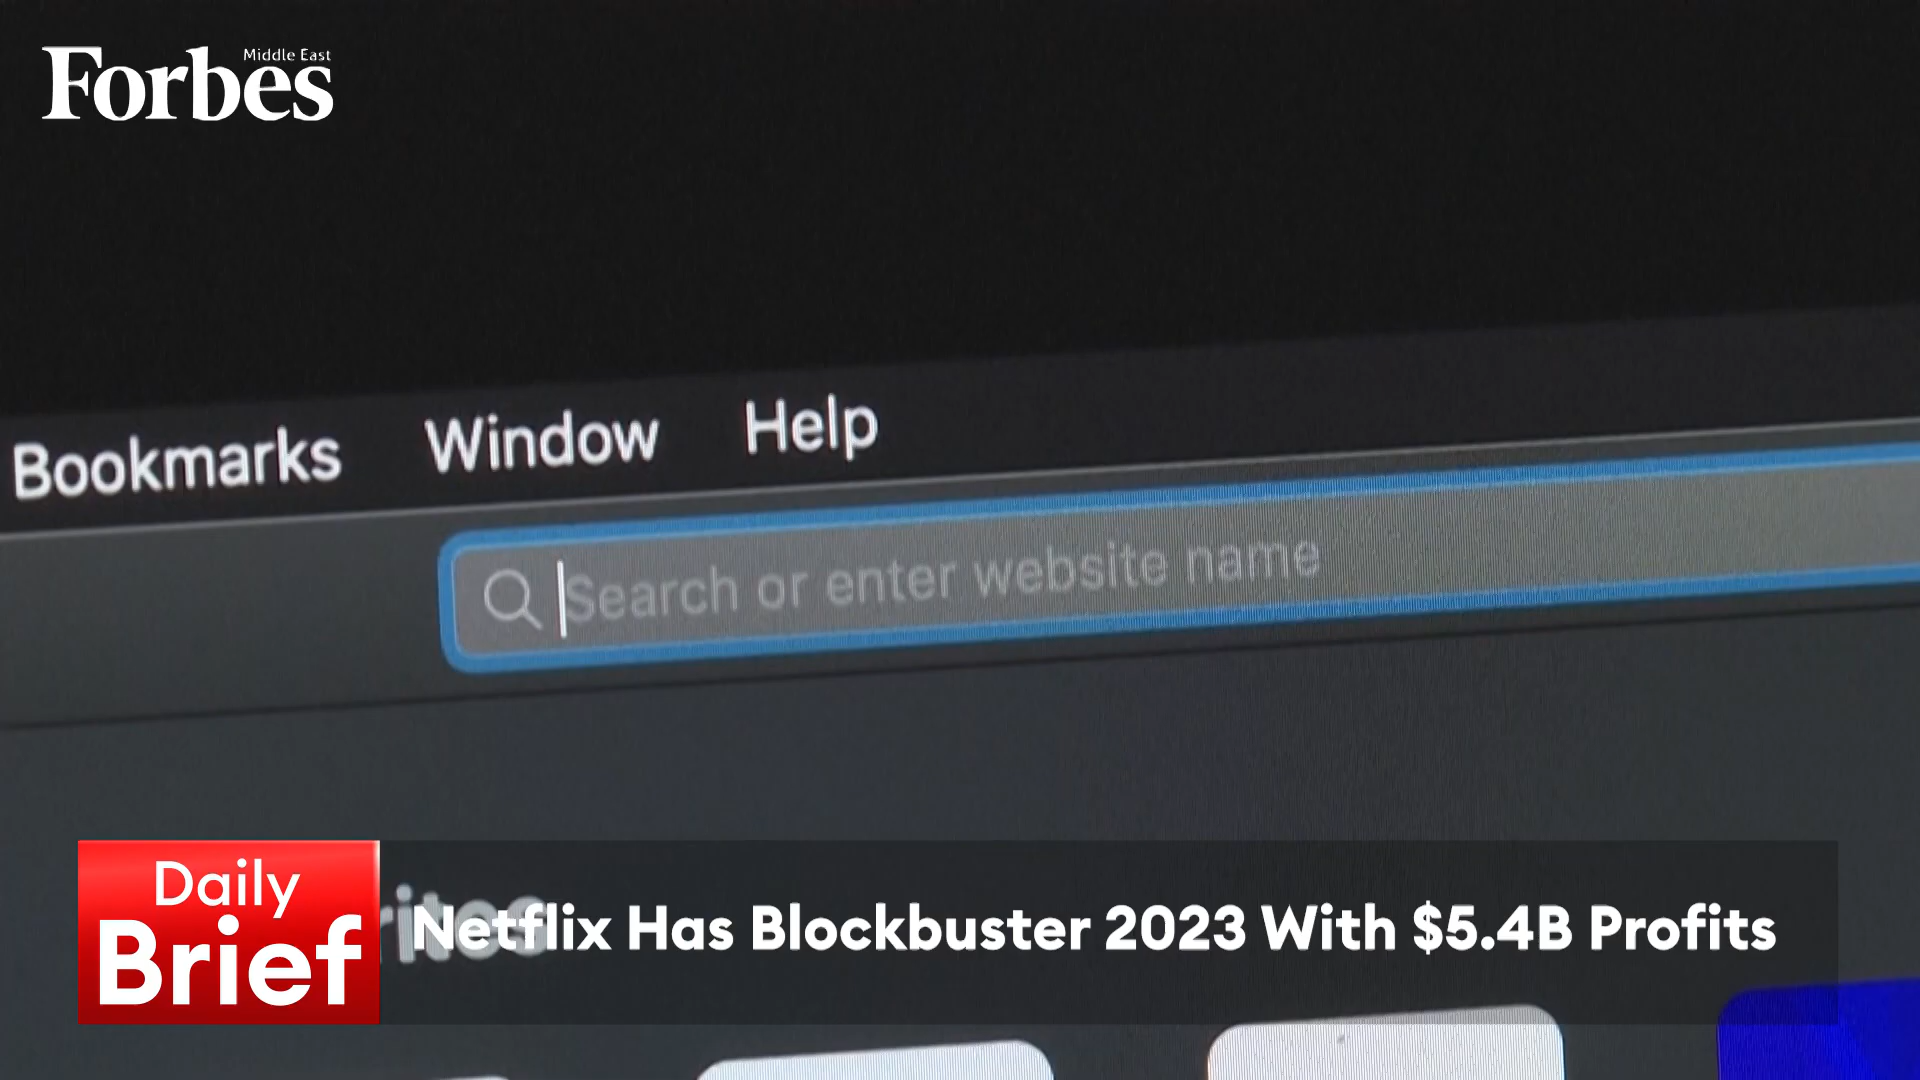 Middle East
Forbes
Bookmarks Window Help
Search or enter website name
Daily
Brief
Netflix Has Blockbuster 2023 With $5.4B Profits